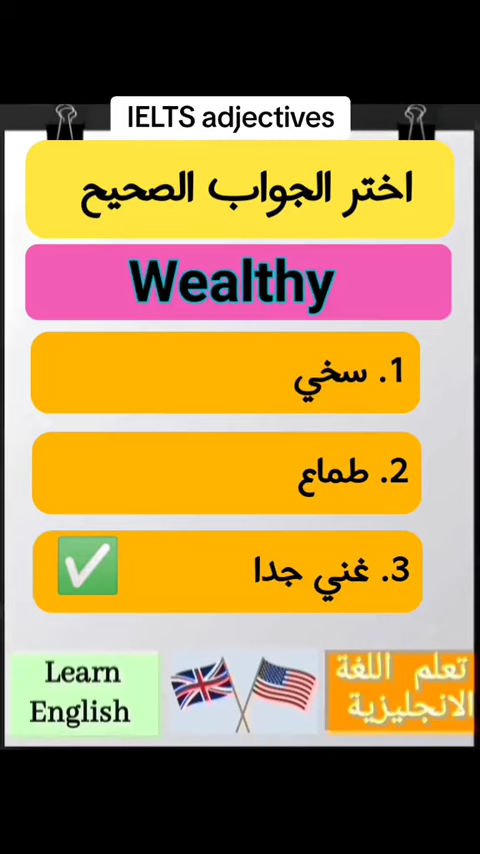 IELTS adjectives
اختر الجواب الصحيح
Wealthy
1. سخي
2. طماع
3. غني جدا
Learn
English
تعلم اللغة
الانجليزية